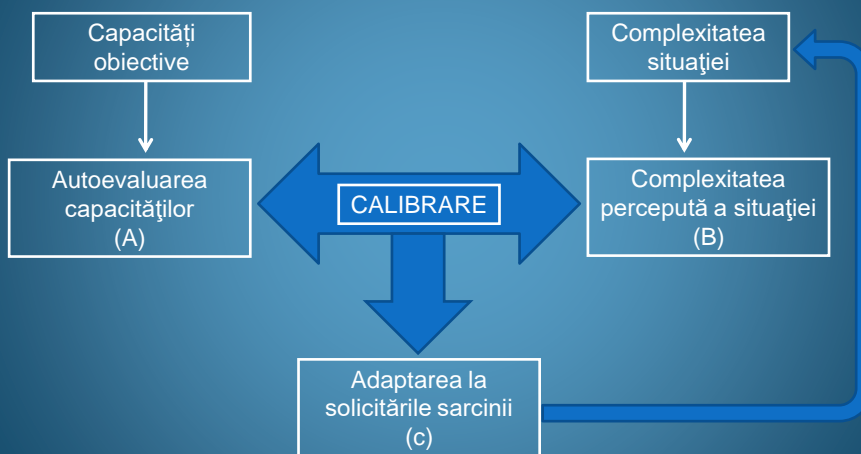 Capacități
obiective
Complexitatea
situaţiei
Autoevaluarea
capacităţilor
(A)
CALIBRARE
Complexitatea
percepută a situaţiei
(B)
Adaptarea la
solicitările sarcinii
(c)